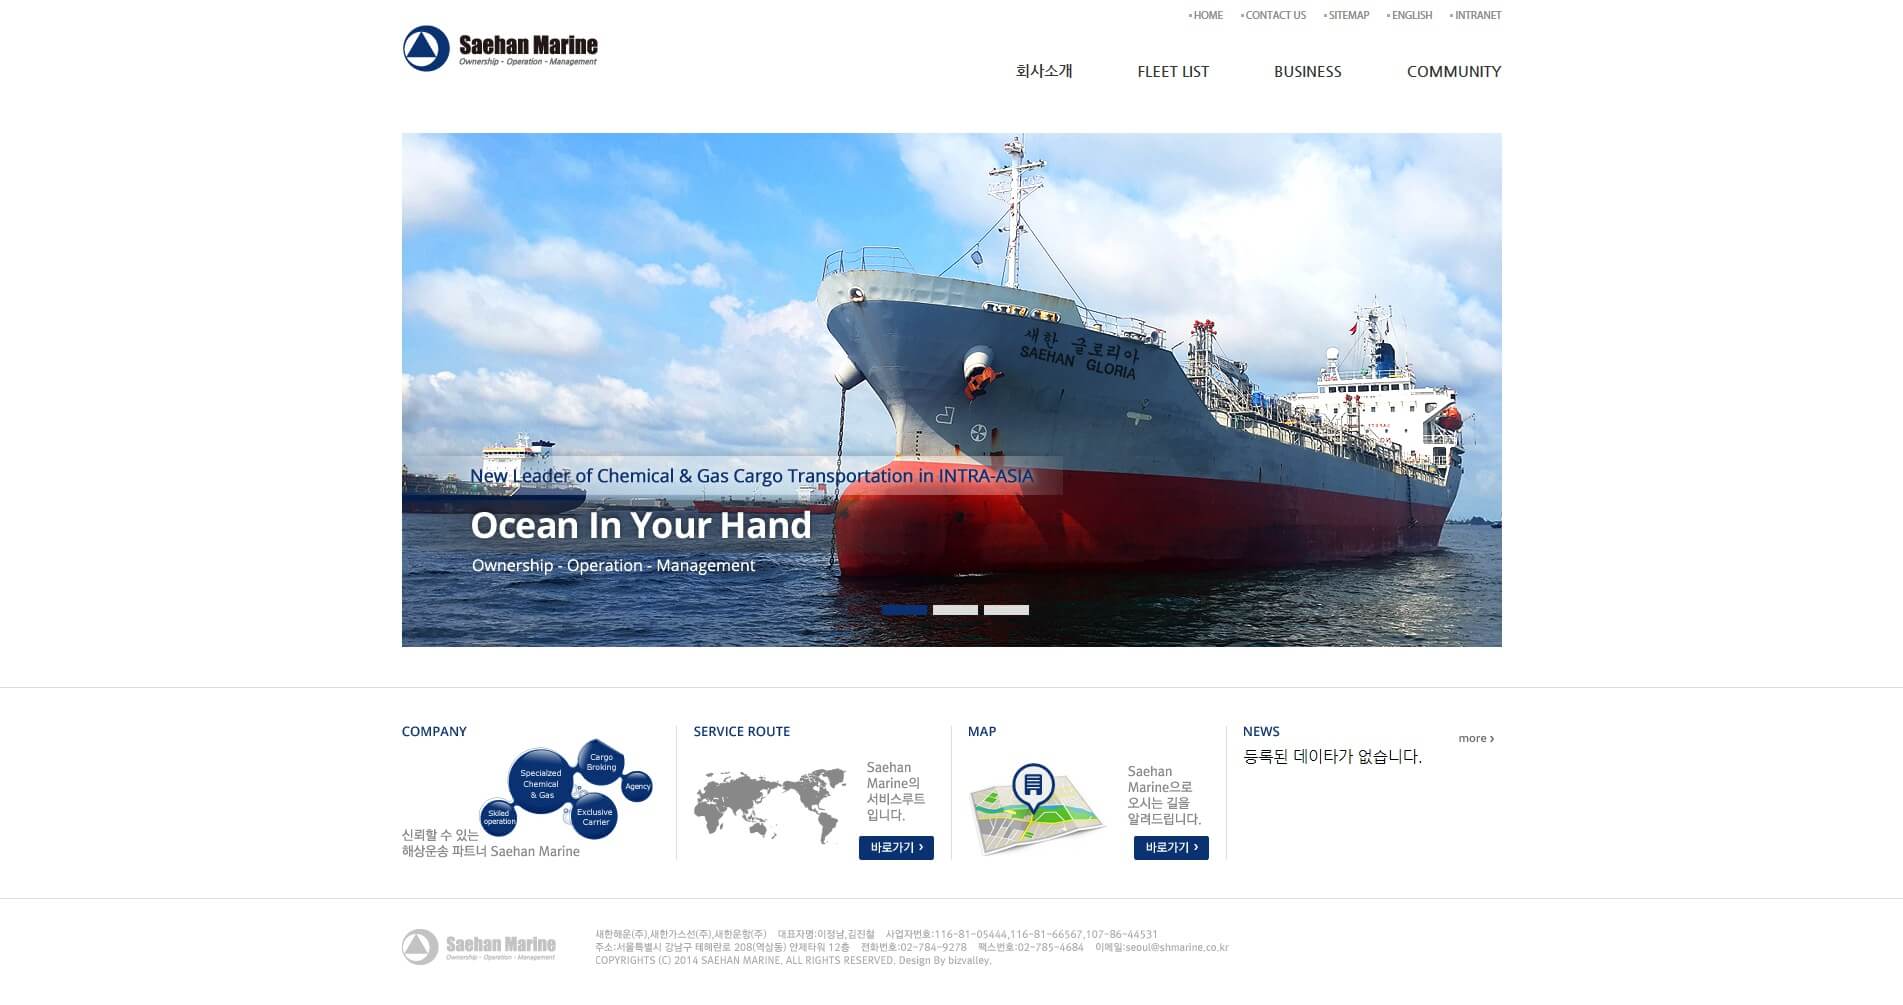 HOME CONTACT US SITEMAP ENGLISH INTRANET
Saehan Marine
Ownership - Operation - Management
회사소개 FLEET LIST BUSINESS COMMUNITY
새한 글로리아
SAEHAN GLORIA
New Leader of Chemical & Gas Cargo Transportation in INTRA-ASIA
Ocean In Your Hand
Ownership - Operation - Management
COMPANY
Specialzed
Chemical
& Gas
Cargo
Broking
Agency
Skiled
operation
Exclusive
Carrier
신뢰할 수 있는
해상운송 파트너 Saehan Marine
SERVICE ROUTE
Saehan
Marine의
서비스루트
입니다.
바로가기 ›
MAP
Saehan
Marine으로
오시는 길을
알려드립니다.
바로가기 ›
NEWS
more ›
등록된 데이타가 없습니다.
Saehan Marine
Ownership - Operation - Management
새한해운(주),새한가스선(주),새한운항(주) 대표자명:이정남,김진철 사업자번호:116-81-05444,116-81-66567,107-86-44531
주소:서울특별시 강남구 테헤란로 208(역삼동) 안제타워 12층 전화번호:02-784-9278 팩스번호:02-785-4684 이메일:seoul@shmarine.co.kr
COPYRIGHTS (C) 2014 SAEHAN MARINE. ALL RIGHTS RESERVED. Design By bizvalley.